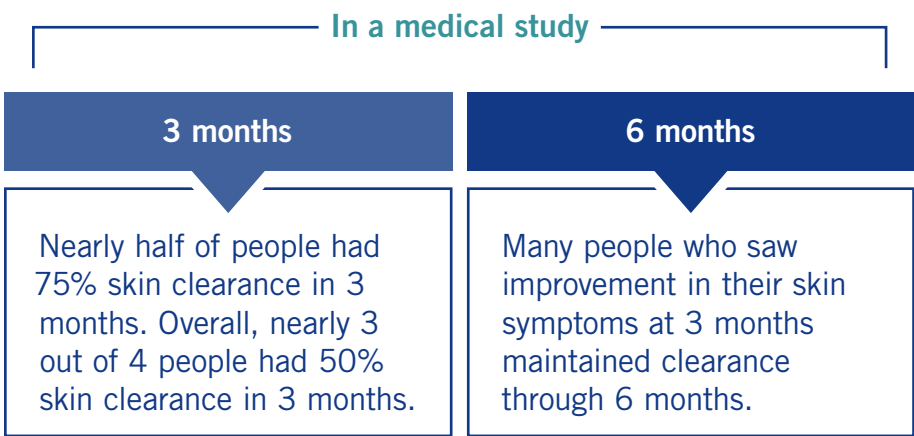 In a medical study
3 months
Nearly half of people had
75% skin clearance in 3
months. Overall, nearly 3
out of 4 people had 50%
skin clearance in 3 months.
6 months
Many people who saw
improvement in their skin
symptoms at 3 months
maintained clearance
through 6 months.